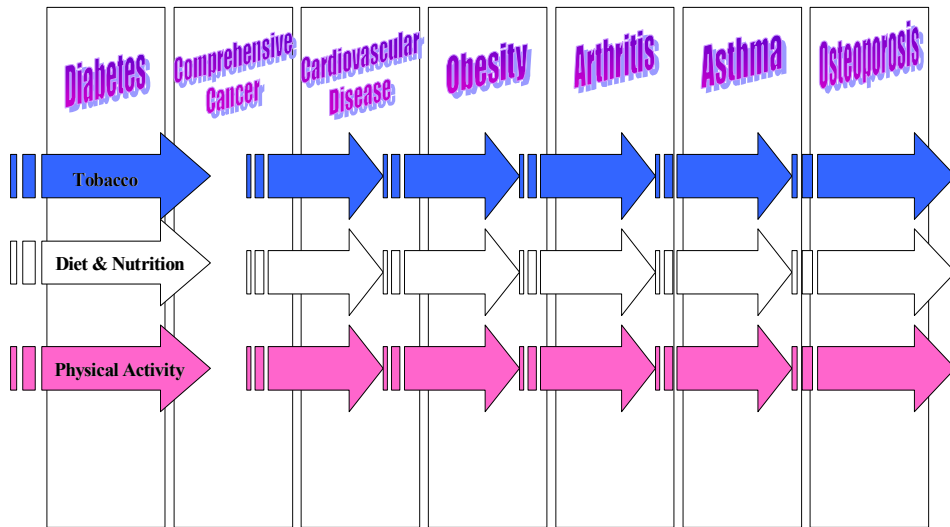 Diabetes
Comprehensive
Cancer
Cardiovascular
Disease
Obesity
Arthritis
Asthma
Osteoporosis
Tobacco
Diet & Nutrition
Physical Activity